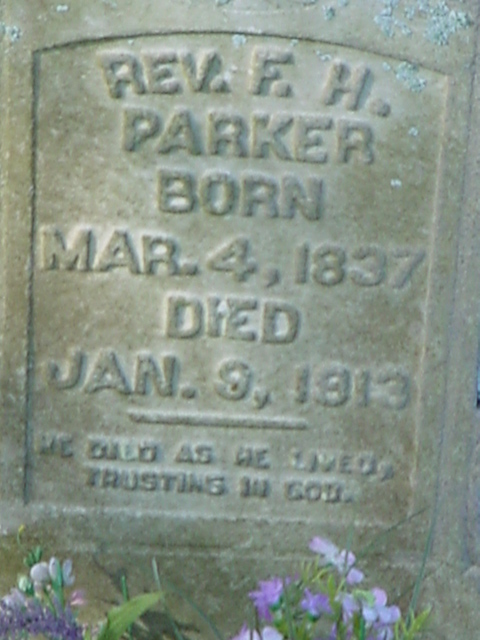 REV. F. H.
PARKER
BORN
MAR. 4, 1837
DIED
JAN. 9, 1913
HE DIED AS HE LIVED,
TRUSTING IN GOD.